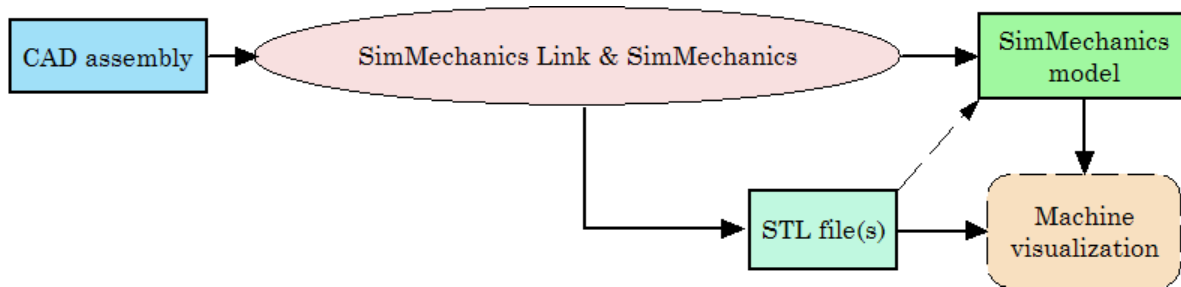 CAD assembly
SimMechanics Link & SimMechanics
SimMechanics
model
STL file(s)
Machine
visualization